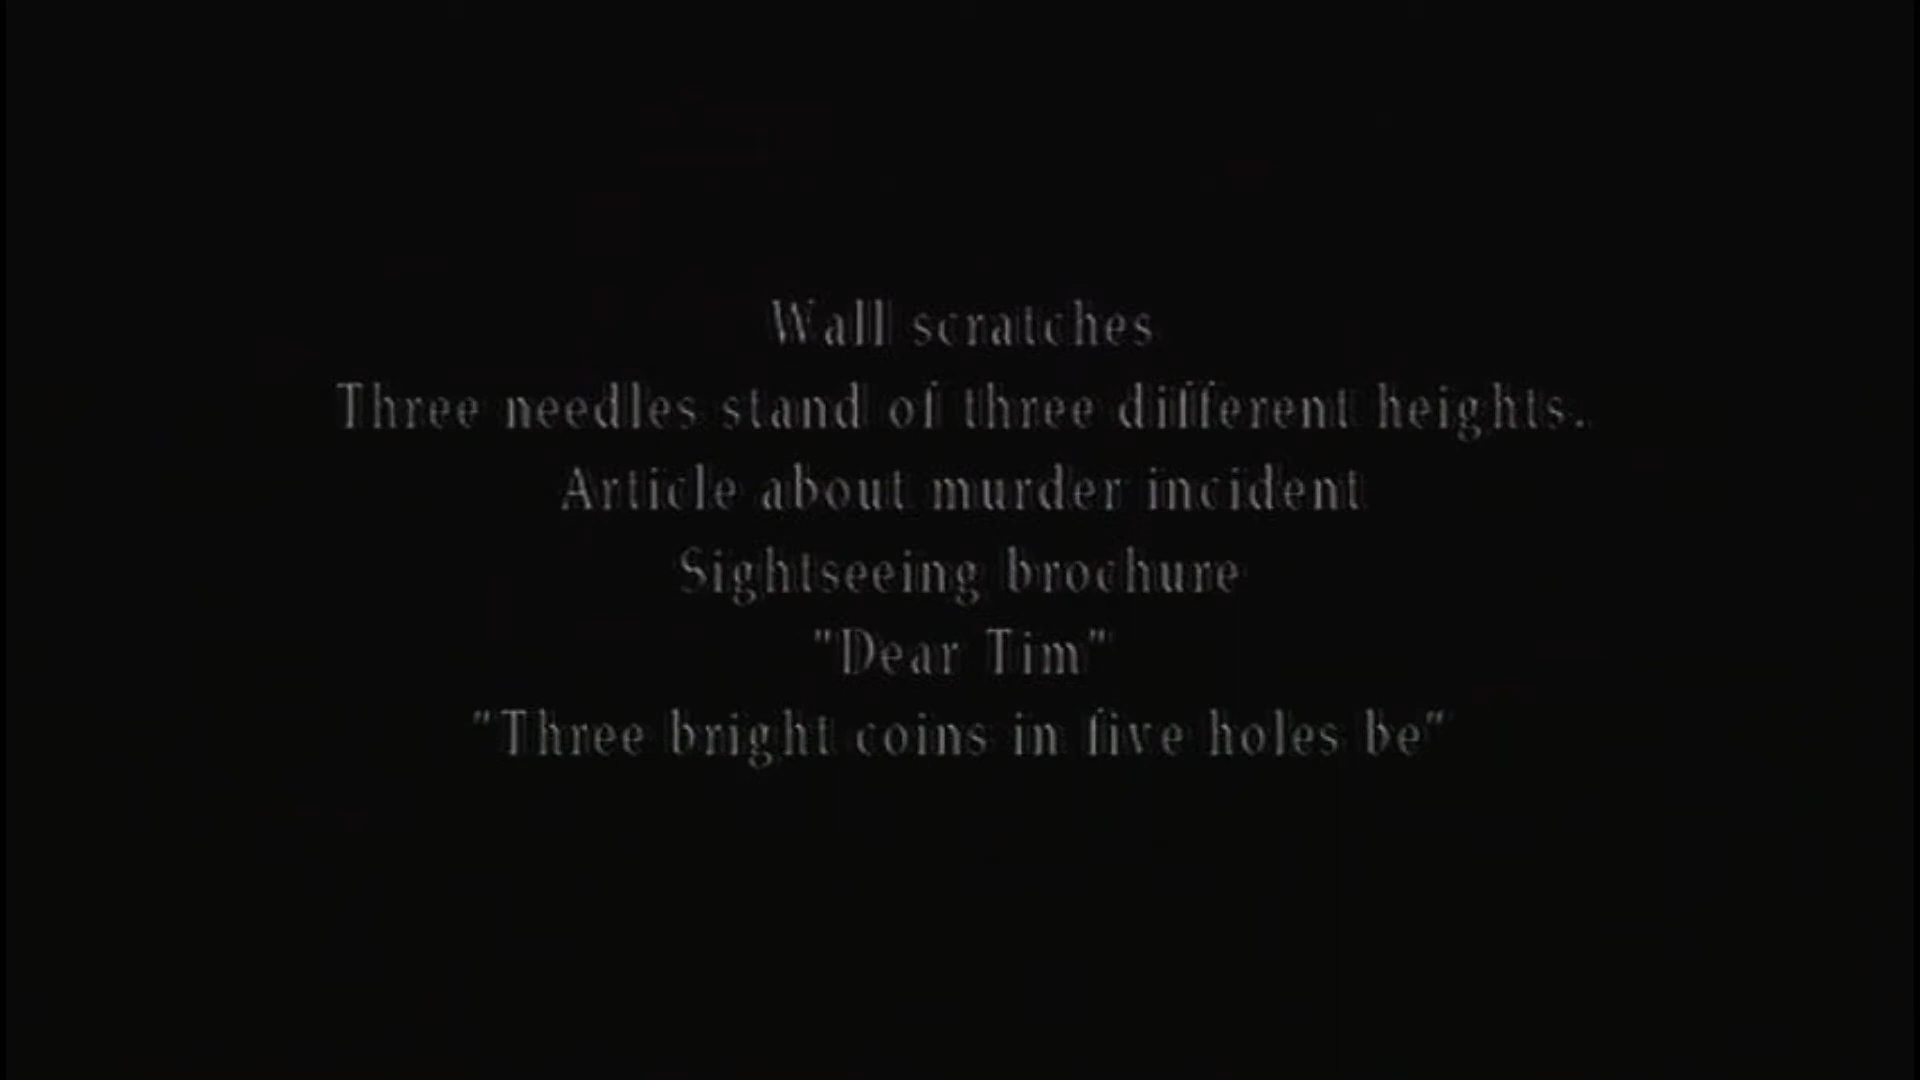 Wall scratches
Three needles stand of three different heights.
Article about murder incident
Sightseeing brochure
"Dear Tim"
"Three bright coins in five holes be"